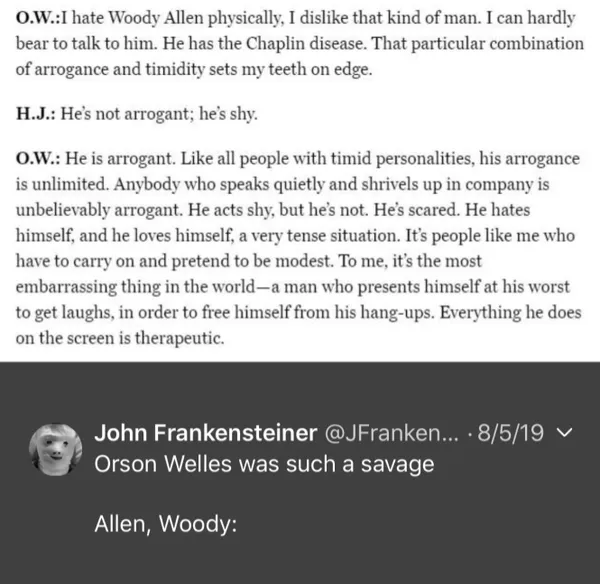 O.W.:I hate Woody Allen physically, I dislike that kind of man. I can hardly
bear to talk to him. He has the Chaplin disease. That particular combination
of arrogance and timidity sets my teeth on edge.
H.J.: He's not arrogant; he's shy.
O.W.: He is arrogant. Like all people with timid personalities, his arrogance
is unlimited. Anybody who speaks quietly and shrivels up in company is
unbelievably arrogant. He acts shy, but he's not. He's scared. He hates
himself, and he loves himself, a very tense situation. It's people like me who
have to carry on and pretend to be modest. To me, it's the most
embarrassing thing in the world—a man who presents himself at his worst
to get laughs, in order to free himself from his hang-ups. Everything he does
on the screen is therapeutic.
John Frankensteiner @JFranken... · 8/5/19
Orson Welles was such a savage
Allen, Woody: